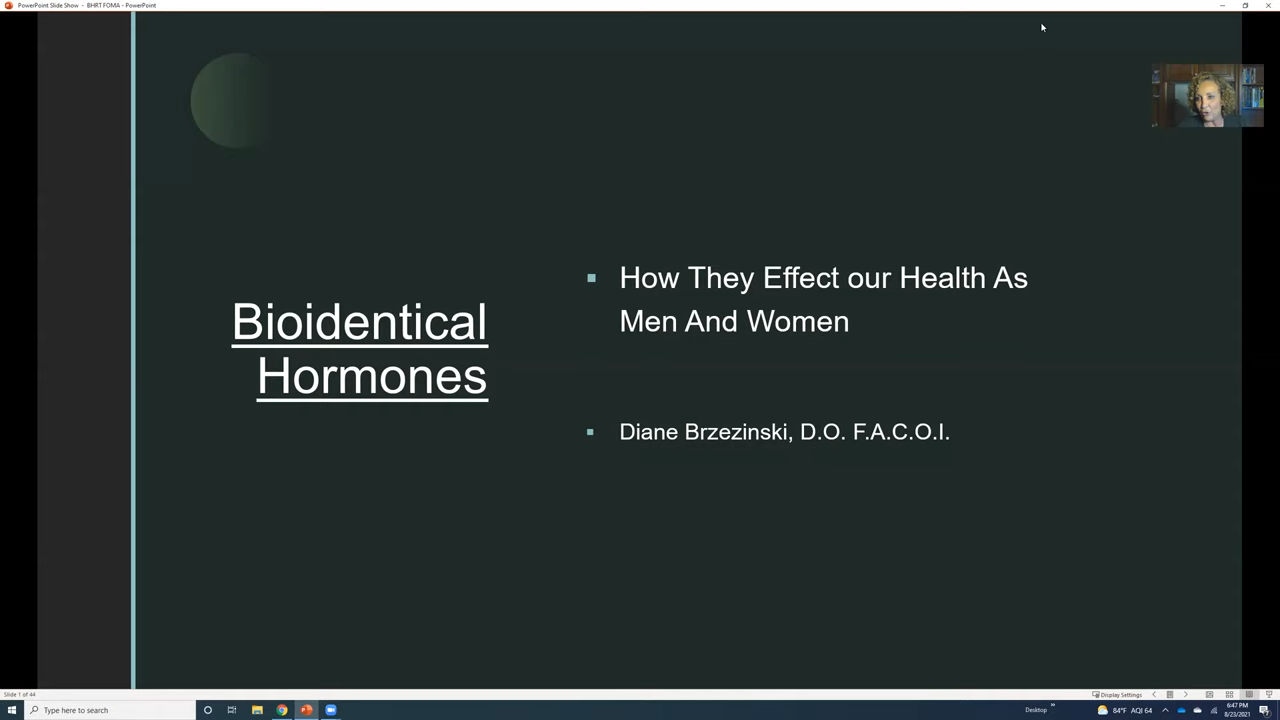 PowerPoint Slide Show - BHRT FOMA - PowerPoint
Bioidentical
Hormones
How They Effect our Health As
Men And Women
Diane Brzezinski, D.O. F.A.C.O.I.
Slide 1 of 44
Display Settings
Type here to search
Desktop
84°F AQI 64
6:47 PM
8/23/2021